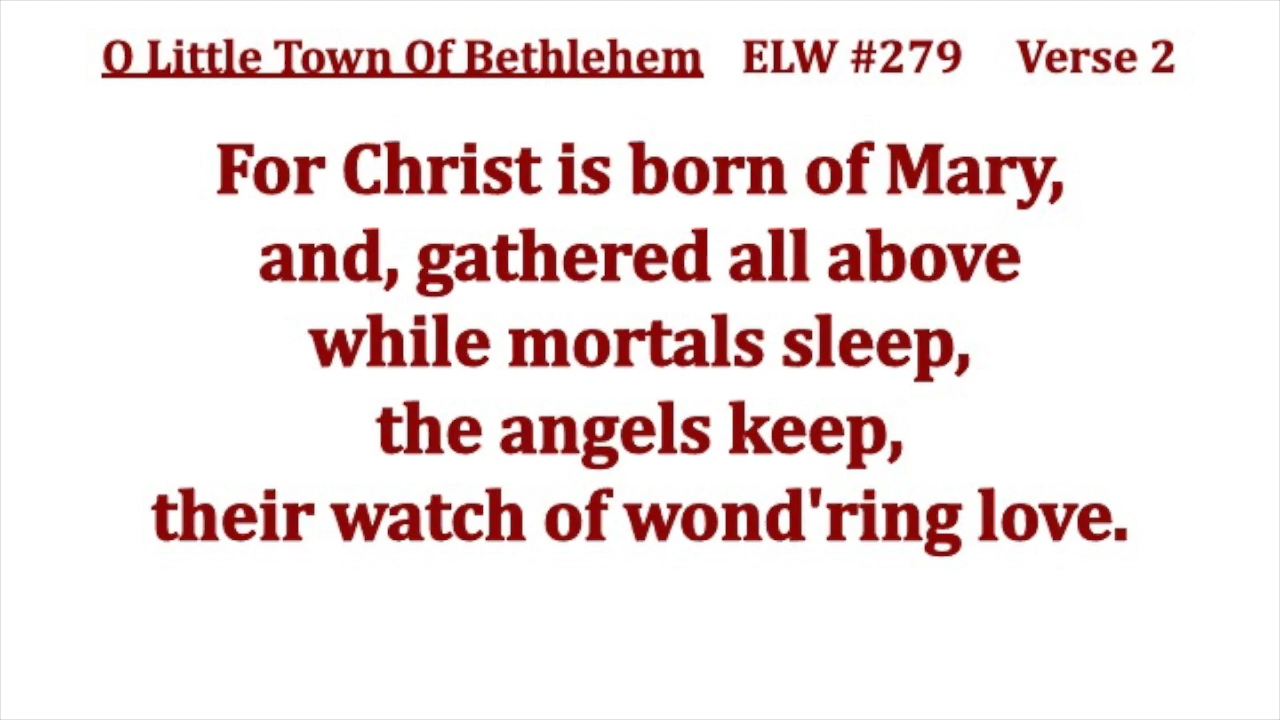 O Little Town Of Bethlehem ELW #279 Verse 2
For Christ is born of Mary,
and, gathered all above
while mortals sleep,
the angels keep,
their watch of wond'ring love.